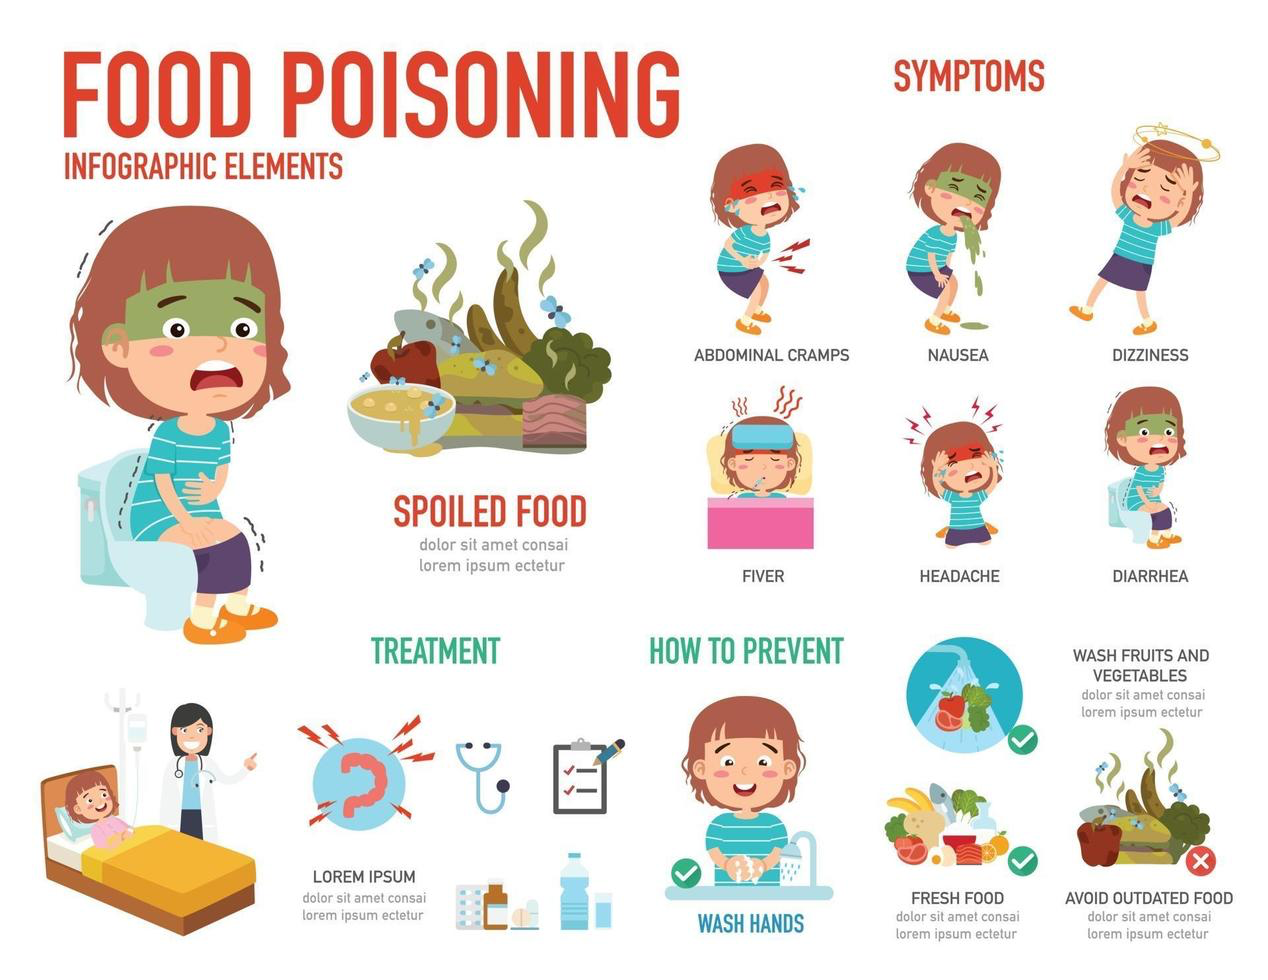 FOOD POISONING
INFOGRAPHIC ELEMENTS
SPOILED FOOD
dolor sit amet consai
lorem ipsum ectetur
SYMPTOMS
ABDOMINAL CRAMPS
NAUSEA
DIZZINESS
FIVER
HEADACHE
DIARRHEA
TREATMENT
LOREM IPSUM
dolor sit amet consai
lorem ipsum ectetur
HOW TO PREVENT
WASH HANDS
WASH FRUITS AND
VEGETABLES
dolor sit amet consai
lorem ipsum ectetur
FRESH FOOD
dolor sit amet consai
lorem ipsum ectetur
AVOID OUTDATED FOOD
dolor sit amet consai
lorem ipsum ectetur